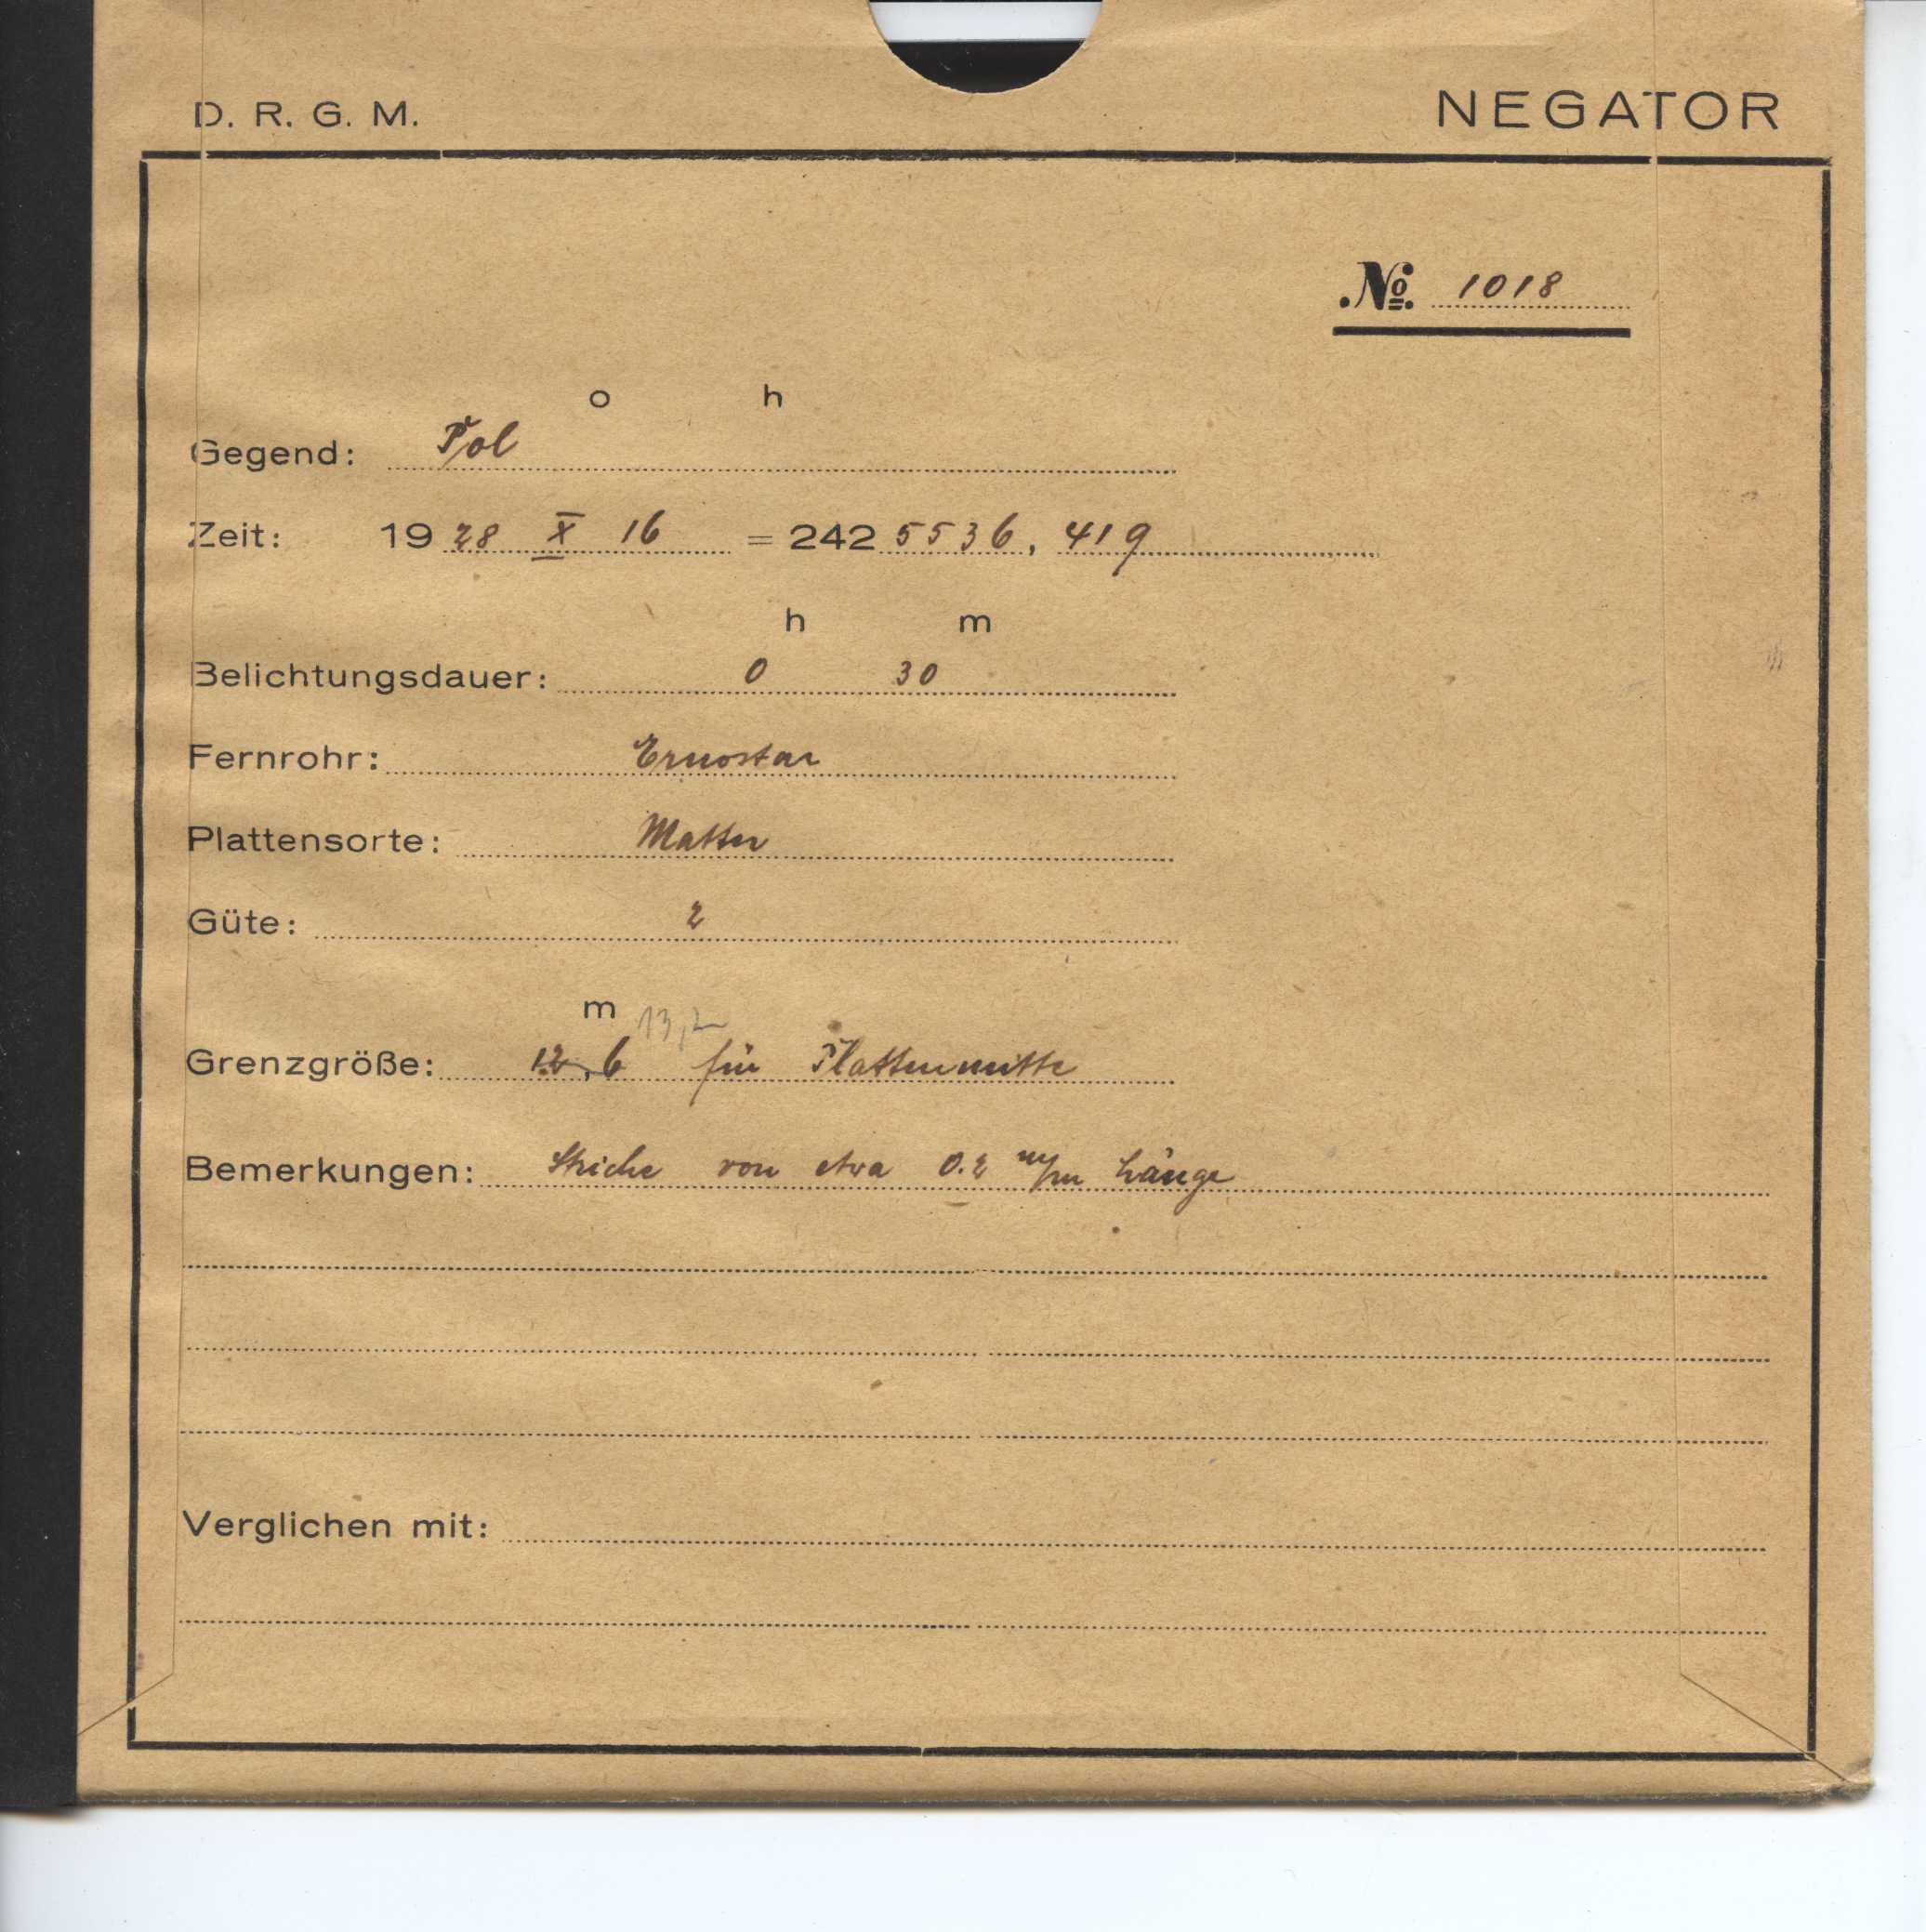 D. R. G. M. NEGATOR
№ 1018
o h
Gegend: Pol
Zeit: 19 28 X 16 = 242 5536, 419
h m
Belichtungsdauer: 0 30
Fernrohr: Ernostar
Plattensorte: Matter
Güte: 2
m 13,2
Grenzgröße: 12,6 für Plattenmitte
Bemerkungen: Striche von etwa 0.2 m/m Länge
Verglichen mit: